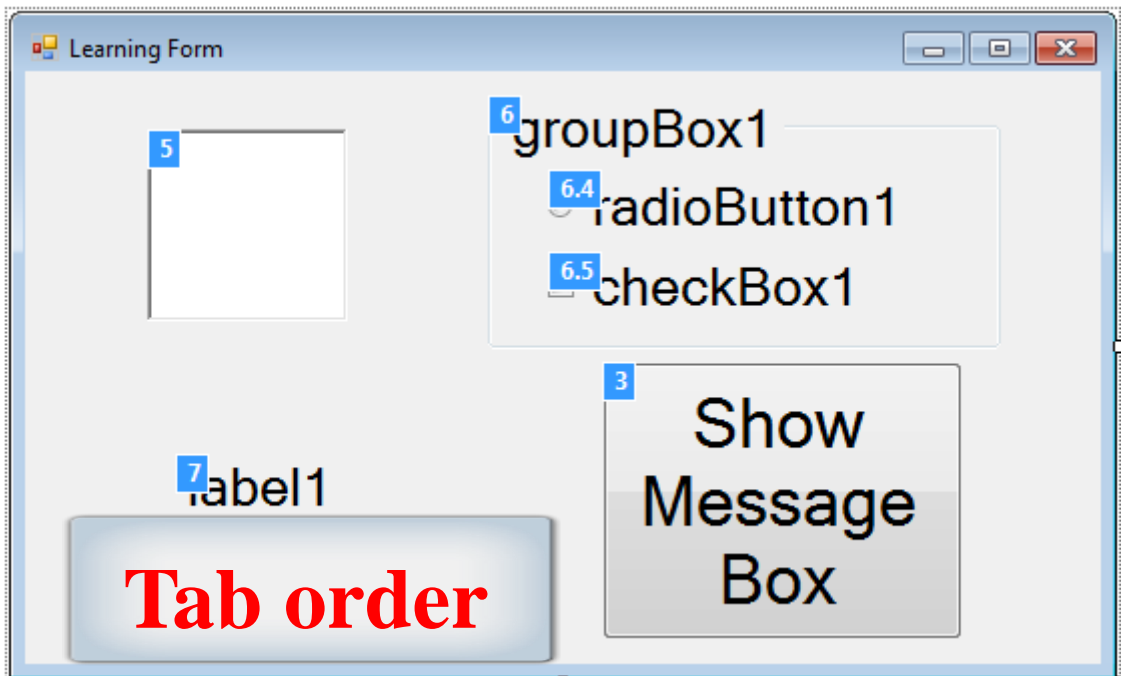 Learning Form
5
6
groupBox1
6.4
radioButton1
6.5
checkBox1
3
Show
Message
Box
7
label1
Tab order